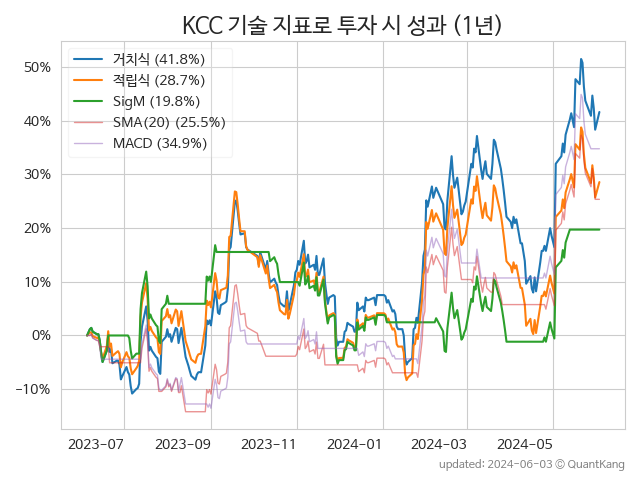 KCC 기술 지표로 투자 시 성과 (1년)
거치식 (41.8%)
적립식 (28.7%)
SigM (19.8%)
SMA(20) (25.5%)
MACD (34.9%)
50%
40%
30%
20%
10%
0%
−10%
2023-07 2023-09 2023-11 2024-01 2024-03 2024-05
updated: 2024-06-03 ⓒ QuantKang